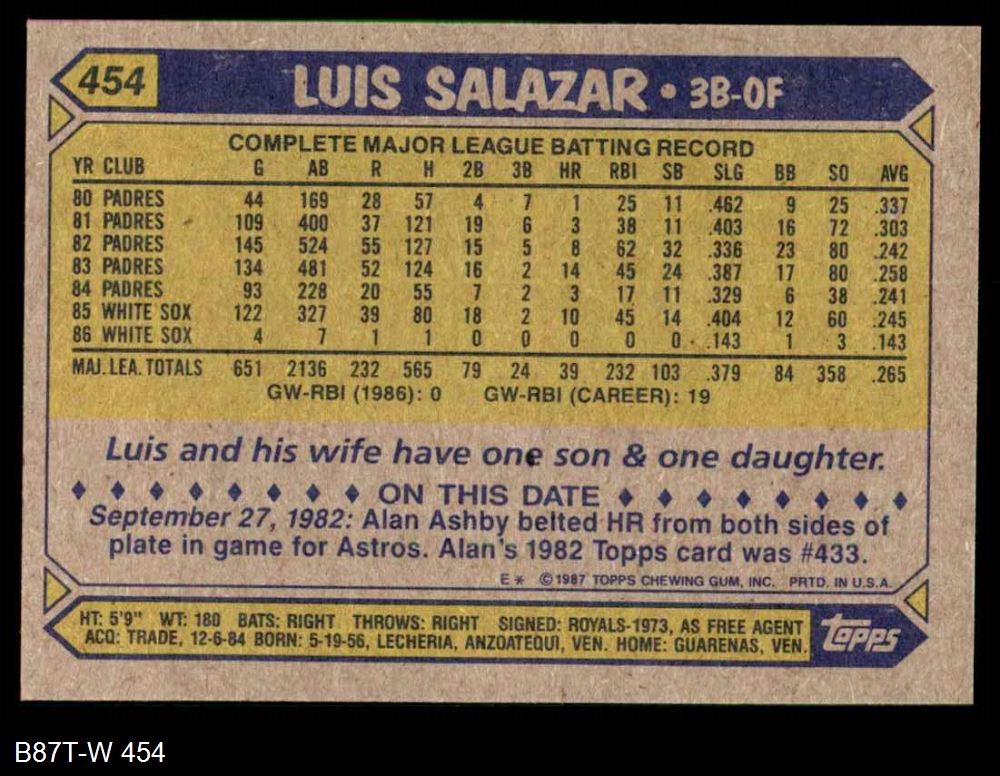 454 LUIS SALAZAR • 3B-OF
COMPLETE MAJOR LEAGUE BATTING RECORD
YR CLUB G AB R H 2B 3B HR RBI SB SLG BB SO AVG
80 PADRES 44 169 28 57 4 7 1 25 11 .462 9 25 .337
81 PADRES 109 400 37 121 19 6 3 38 11 .403 16 72 .303
82 PADRES 145 524 55 127 15 5 8 62 32 .336 23 80 .242
83 PADRES 134 481 52 124 16 2 14 45 24 .387 17 80 .258
84 PADRES 93 228 20 55 7 2 3 17 11 .329 6 38 .241
85 WHITE SOX 122 327 39 80 18 2 10 45 14 .404 12 60 .245
86 WHITE SOX 4 7 1 1 0 0 0 0 0 .143 1 3 .143
MAJ. LEA. TOTALS 651 2136 232 565 79 24 39 232 103 .379 84 358 .265
GW-RBI (1986): 0 GW-RBI (CAREER): 19
Luis and his wife have one son & one daughter.
♦ ♦ ♦ ♦ ♦ ♦ ♦ ♦ ON THIS DATE ♦ ♦ ♦ ♦ ♦ ♦ ♦ ♦
September 27, 1982: Alan Ashby belted HR from both sides of
plate in game for Astros. Alan's 1982 Topps card was #433.
E* ©1987 TOPPS CHEWING GUM, INC. PRTD. IN U.S.A.
HT: 5'9" WT: 180 BATS: RIGHT THROWS: RIGHT SIGNED: ROYALS-1973, AS FREE AGENT
ACQ: TRADE, 12-6-84 BORN: 5-19-56, LECHERIA, ANZOATEQUI, VEN. HOME: GUARENAS, VEN.
Topps
B87T-W 454